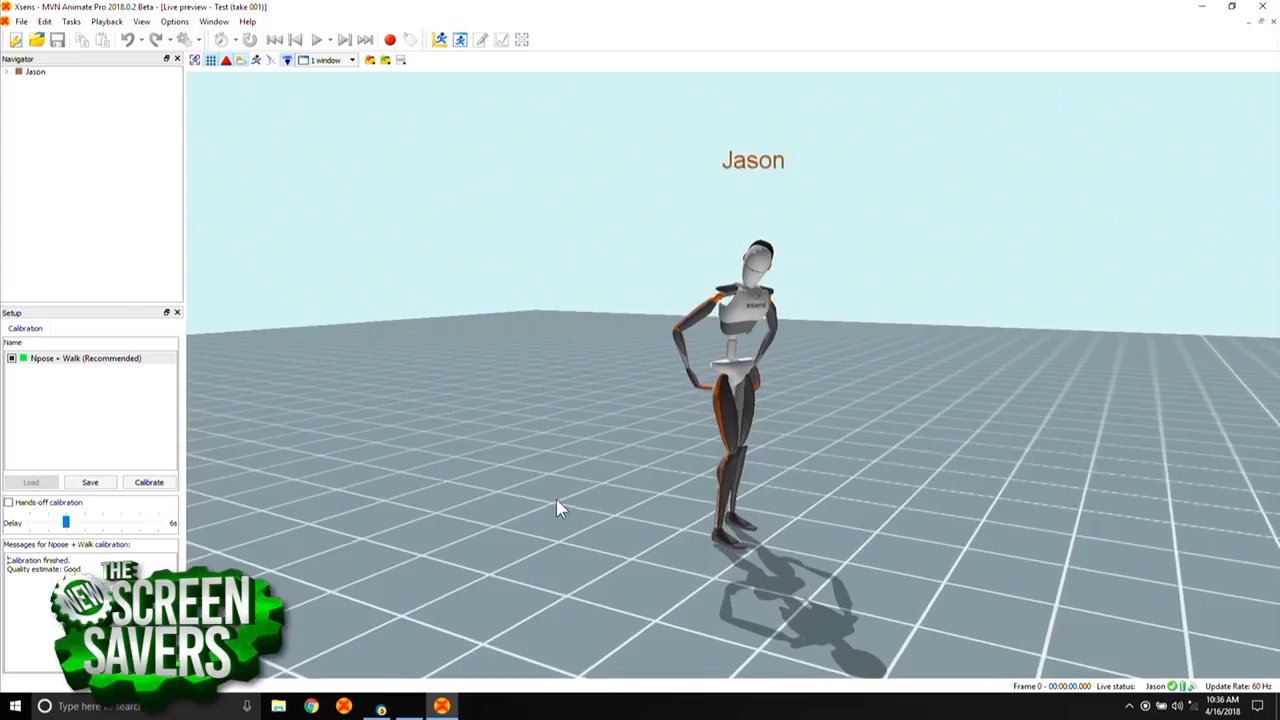 Xsens - MVN Animate Pro 2018.0.2 Beta - [Live preview - Test (take 001)]
File Edit Tasks Playback View Options Window Help
Navigator
1 window
Jason
Jason
xsens
Setup
Calibration
Name
Npose + Walk (Recommended)
Load Save Calibrate
Hands-off calibration
Delay 6s
Messages for Npose + Walk calibration:
Calibration finished.
Quality estimate: Good
THE NEW SCREEN SAVERS
Frame 0 - 00:00:00.000 Live status: Jason Update Rate: 60 Hz
Type here to search
10:36 AM
4/16/2018